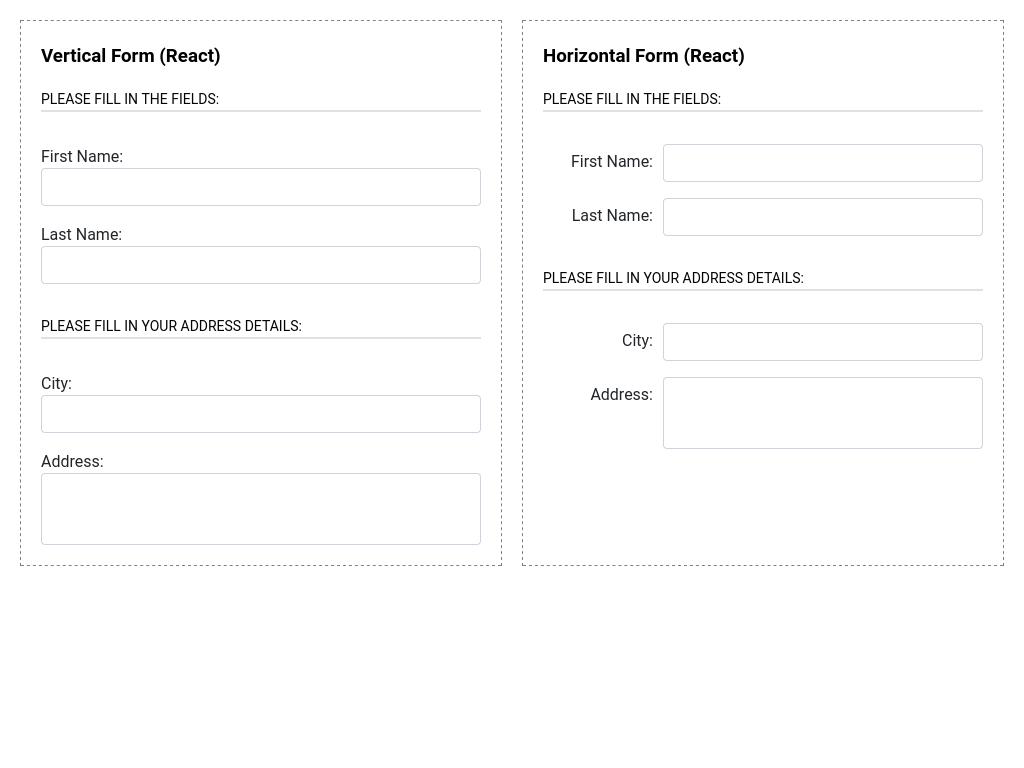 Vertical Form (React)
PLEASE FILL IN THE FIELDS:
First Name:
Last Name:
PLEASE FILL IN YOUR ADDRESS DETAILS:
City:
Address:
Horizontal Form (React)
PLEASE FILL IN THE FIELDS:
First Name:
Last Name:
PLEASE FILL IN YOUR ADDRESS DETAILS:
City:
Address: